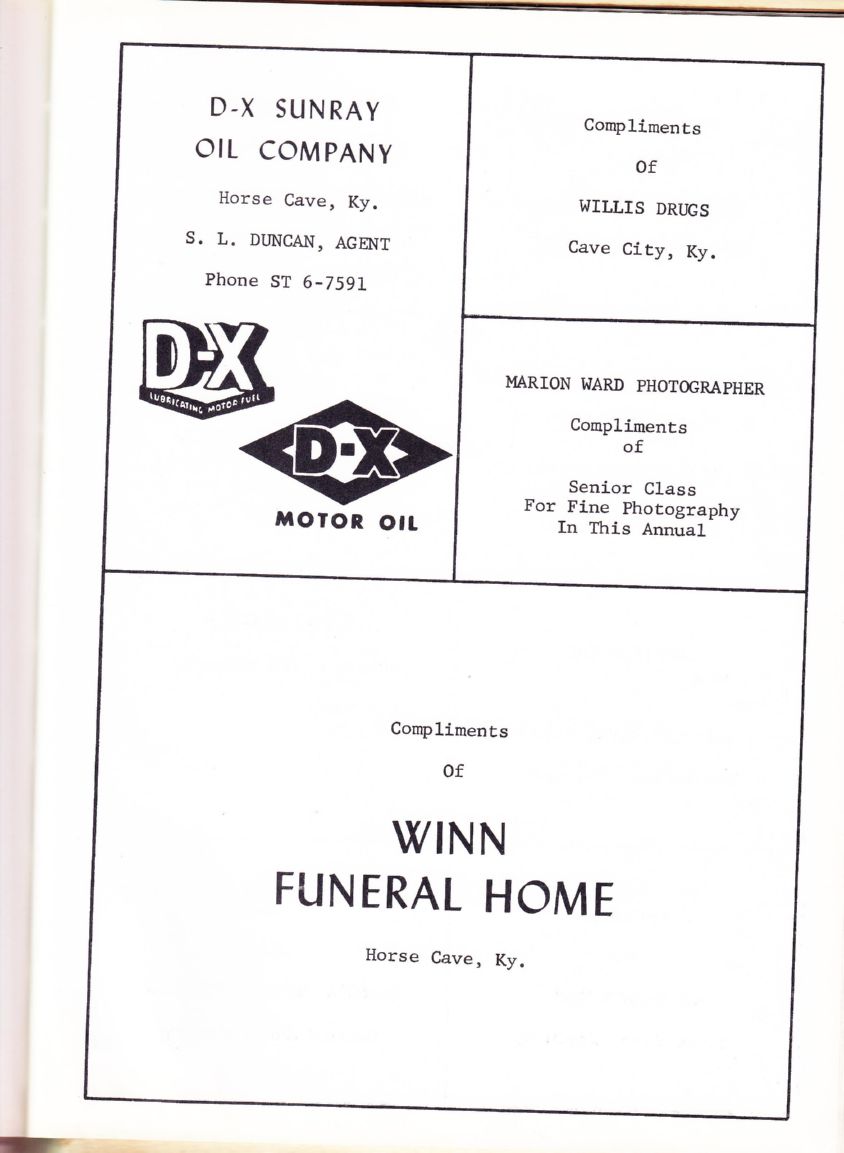 D-X SUNRAY
OIL COMPANY
Horse Cave, Ky.
S. L. DUNCAN, AGENT
Phone ST 6-7591
D-X
LUBRICATING MOTOR FUEL
D-X
MOTOR OIL
Compliments
Of
WILLIS DRUGS
Cave City, Ky.
MARION WARD PHOTOGRAPHER
Compliments
of
Senior Class
For Fine Photography
In This Annual
Compliments
Of
WINN
FUNERAL HOME
Horse Cave, Ky.